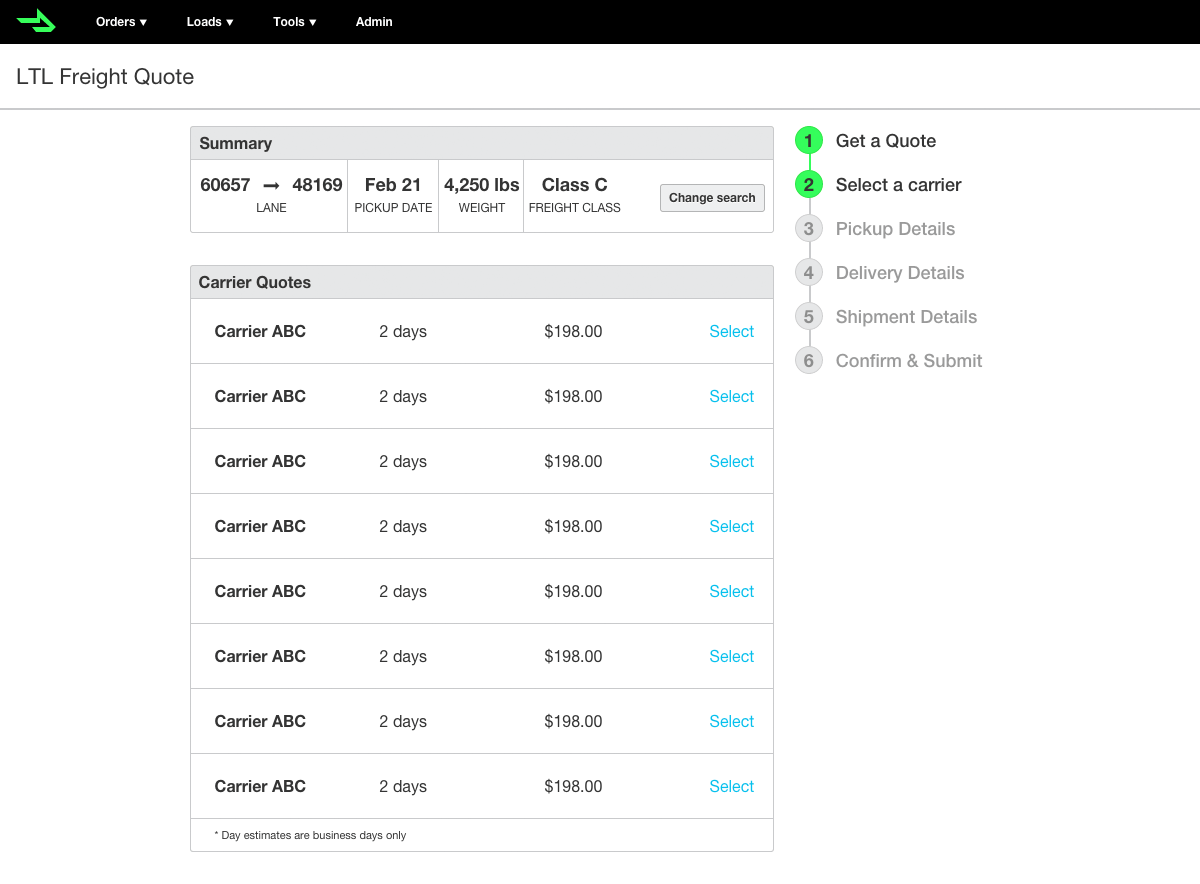 Orders ▼ Loads ▼ Tools ▼ Admin
LTL Freight Quote
Summary
60657 → 48169 Feb 21 4,250 lbs Class C
LANE PICKUP DATE WEIGHT FREIGHT CLASS
Change search
Carrier Quotes
Carrier ABC 2 days $198.00 Select
Carrier ABC 2 days $198.00 Select
Carrier ABC 2 days $198.00 Select
Carrier ABC 2 days $198.00 Select
Carrier ABC 2 days $198.00 Select
Carrier ABC 2 days $198.00 Select
Carrier ABC 2 days $198.00 Select
Carrier ABC 2 days $198.00 Select
* Day estimates are business days only
1 Get a Quote
2 Select a carrier
3 Pickup Details
4 Delivery Details
5 Shipment Details
6 Confirm & Submit